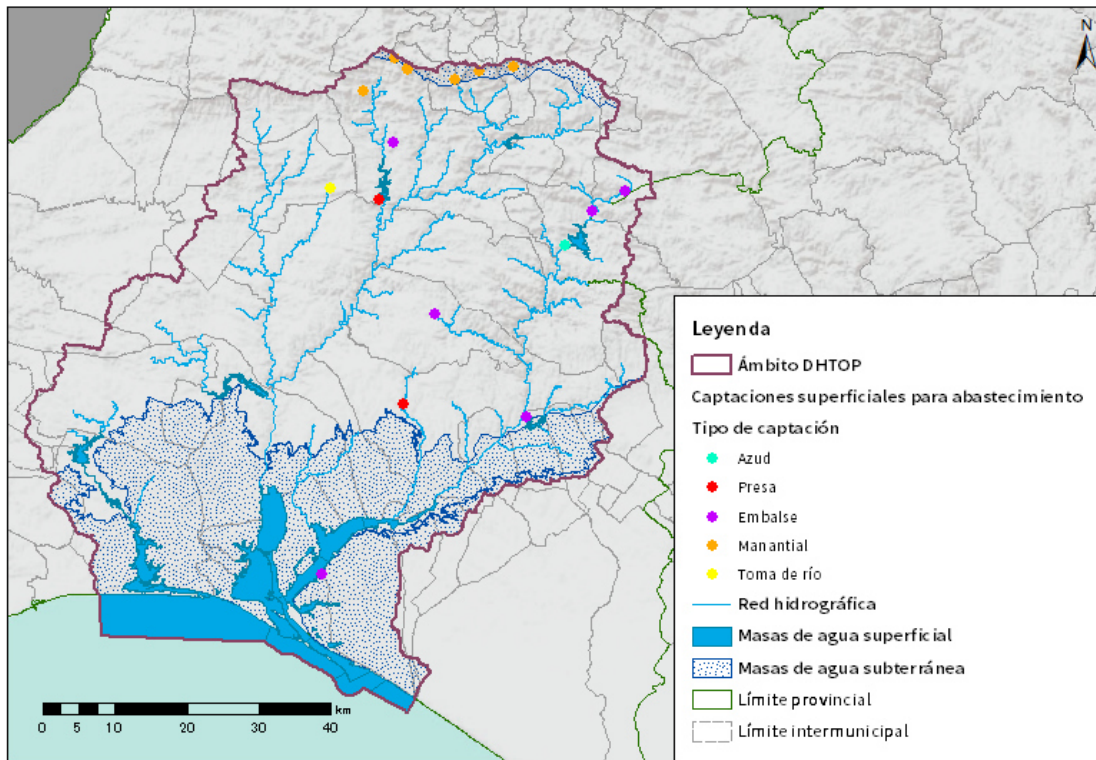 N
Leyenda
Ámbito DHTOP
Captaciones superficiales para abastecimiento
Tipo de captación
Azud
Presa
Embalse
Manantial
Toma de río
Red hidrográfica
Masas de agua superficial
Masas de agua subterránea
Límite provincial
Límite intermunicipal
km
0 5 10 20 30 40